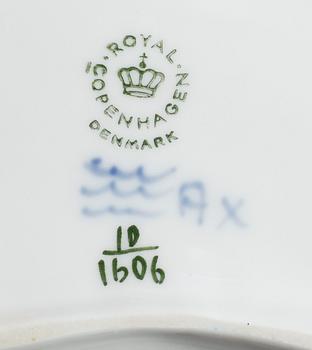 ROYAL
COPENHAGEN
DENMARK
AX
10
1606